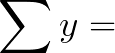 ∑ y =